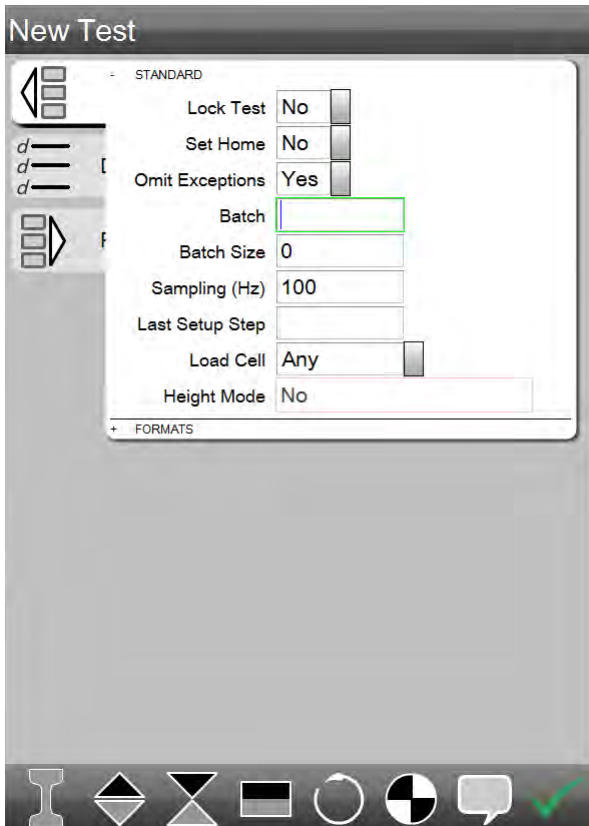 New Test
- STANDARD
Lock Test No
Set Home No
Omit Exceptions Yes
Batch
Batch Size 0
Sampling (Hz) 100
Last Setup Step
Load Cell Any
Height Mode No
+ FORMATS
d
d
d